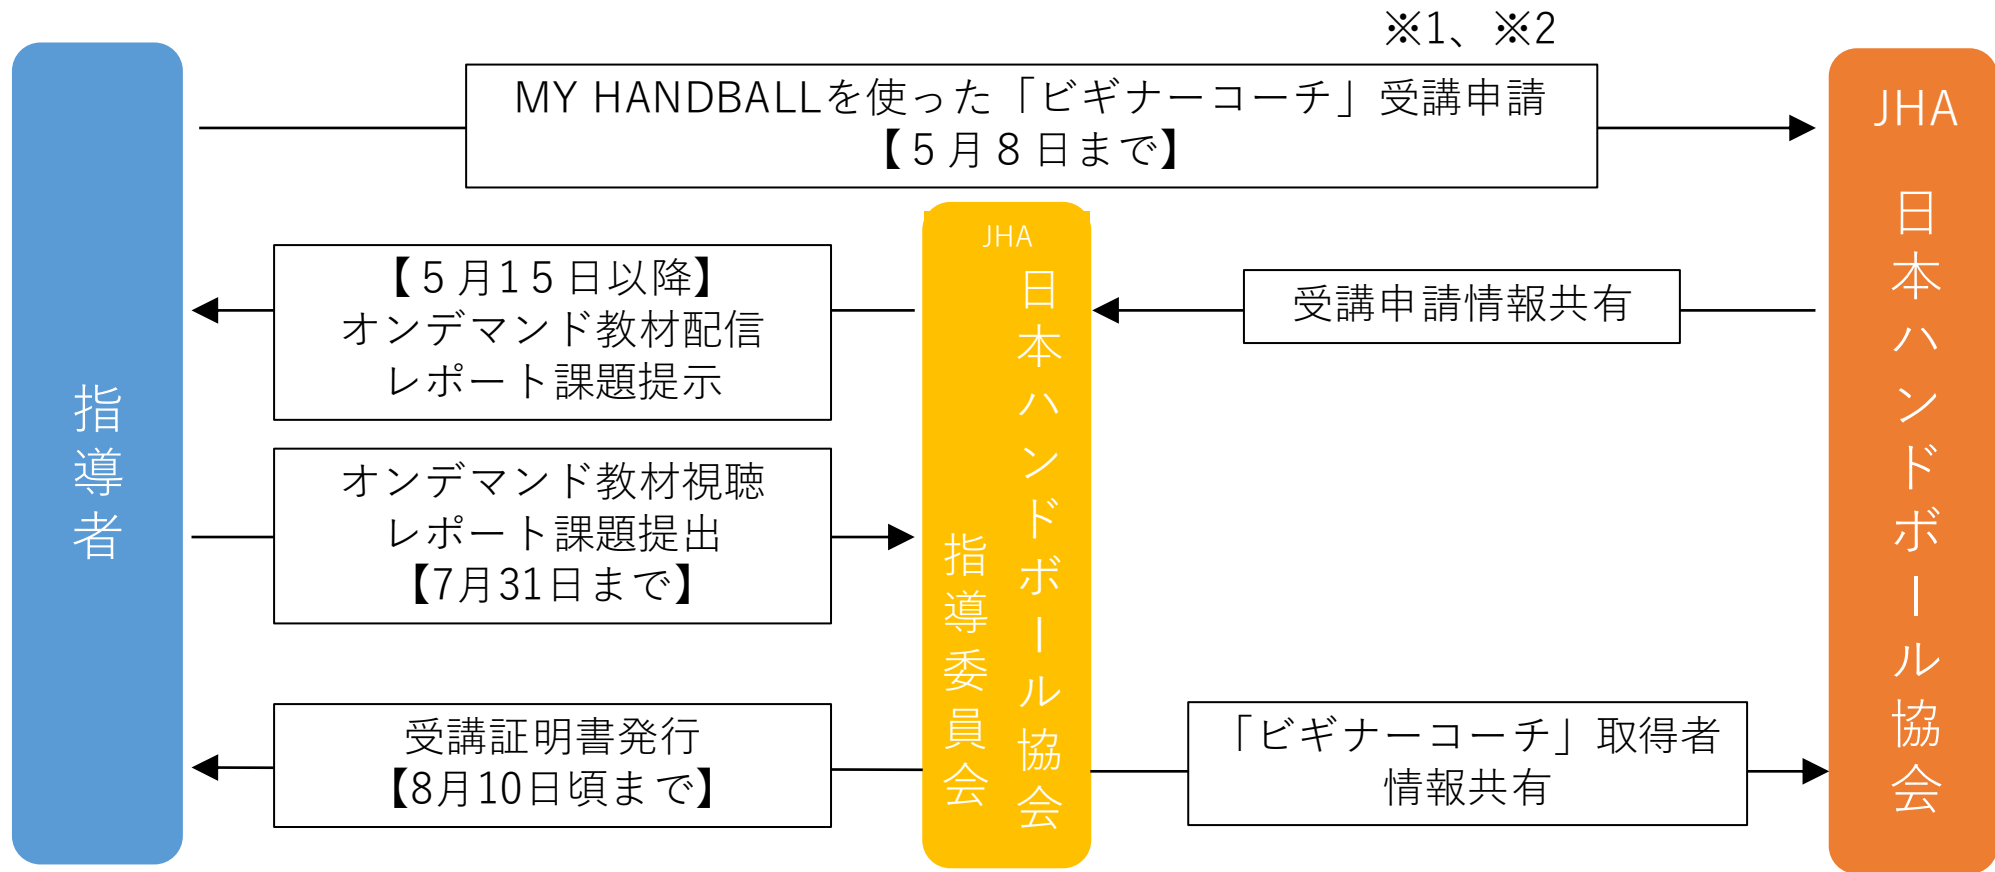 ※1、※2
MY HANDBALLを使った「ビギナーコーチ」受講申請
【５月８日まで】
指導者
JHA
日本ハンドボール協会
JHA
日本ハンドボール協会
指導委員会
受講申請情報共有
【５月1５日以降】
オンデマンド教材配信
レポート課題提示
オンデマンド教材視聴
レポート課題提出
【7月31日まで】
受講証明書発行
【8月10日頃まで】
「ビギナーコーチ」取得者
情報共有